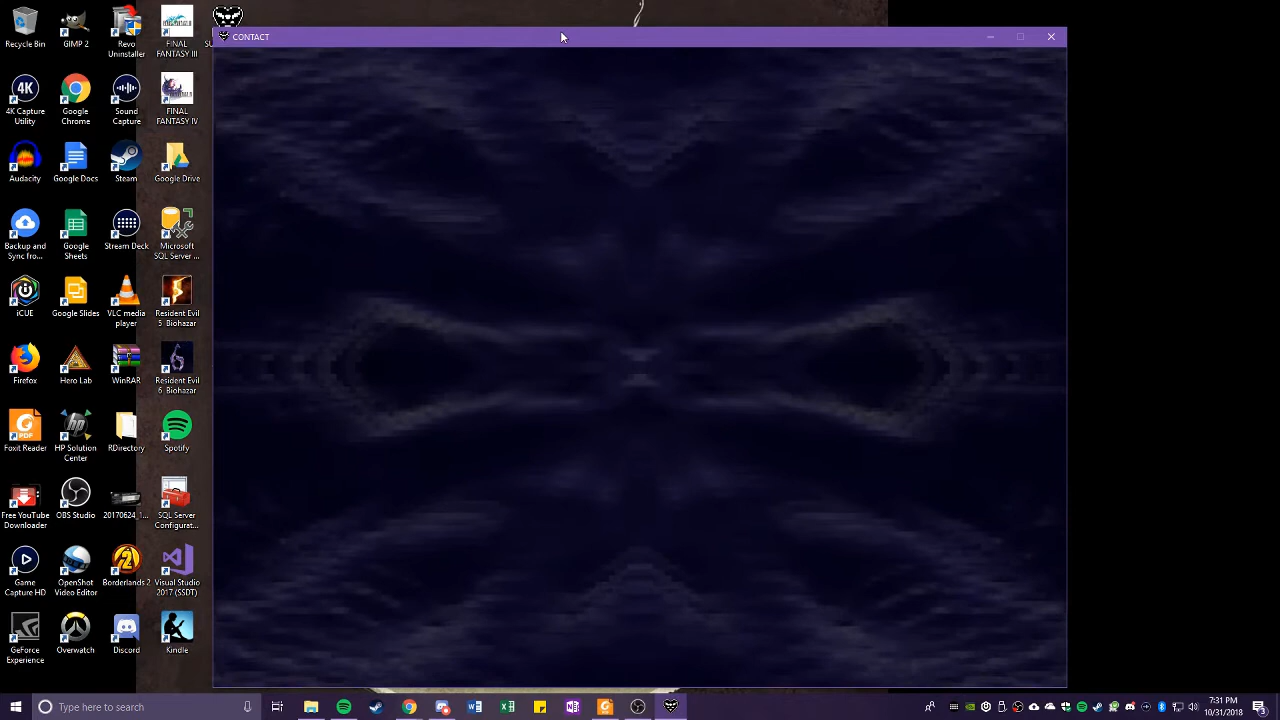 CONTACT
Recycle Bin
GIMP 2
Revo
Uninstaller
FINAL
FANTASY III
4K Capture
Utility
Google
Chrome
Sound
Capture
FINAL
FANTASY IV
Audacity
Google Docs
Steam
Google Drive
Backup and
Sync fro...
Google
Sheets
Stream Deck
Microsoft
SQL Server ...
iCUE
Google Slides
VLC media
player
Resident Evil
5 Biohazar
Firefox
Hero Lab
WinRAR
Resident Evil
6 Biohazar
PDF
Foxit Reader
HP Solution
Center
RDirectory
Spotify
Free YouTube
Downloader
OBS Studio
20170624_1...
SQL Server
Configurat...
Game
Capture HD
OpenShot
Video Editor
Borderlands 2
Visual Studio
2017 (SSDT)
GeForce
Experience
Overwatch
Discord
Kindle
Type here to search
7:31 PM
10/31/2018